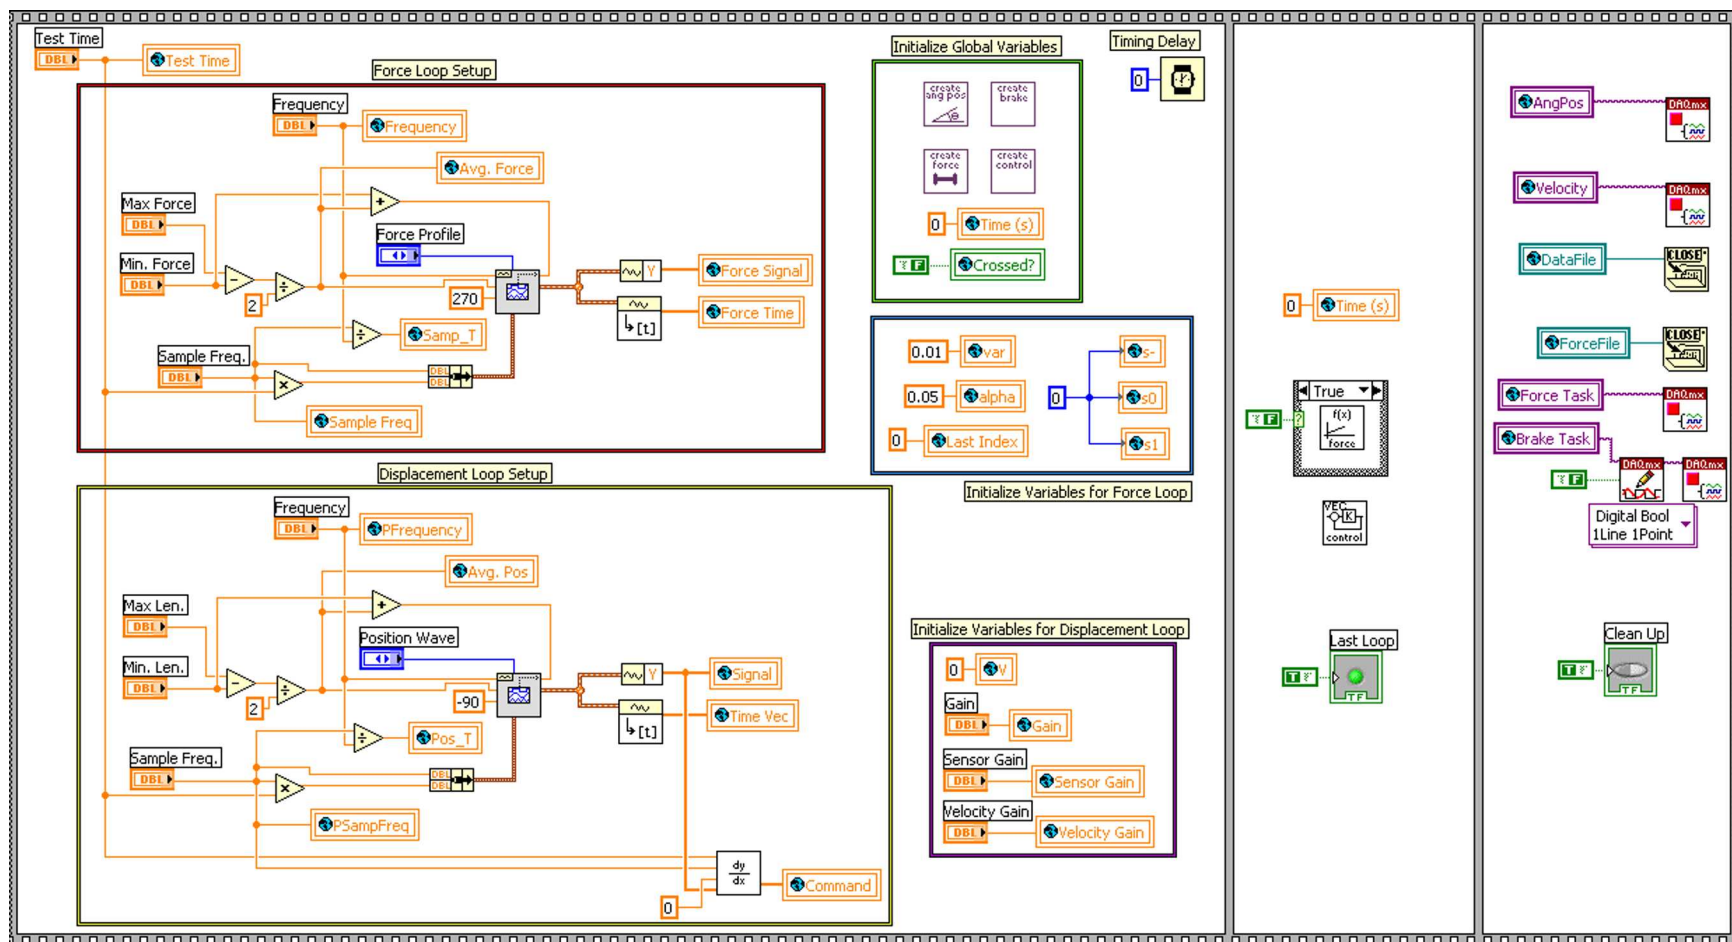 Test Time
DBL
Test Time
Force Loop Setup
Frequency
DBL
Frequency
Avg. Force
Max Force
DBL
Force Profile
Min. Force
DBL
2
270
Y
Force Signal
[t]
Force Time
Samp_T
Sample Freq.
DBL
DBL
DBL
Sample Freq
Displacement Loop Setup
Frequency
DBL
PFrequency
Avg. Pos
Max Len.
DBL
Position Wave
Min. Len.
DBL
2
-90
Y
Signal
[t]
Time Vec
Pos_T
Sample Freq.
DBL
DBL
DBL
PSampFreq
dy
dx
Command
0
Initialize Global Variables
create
ang pos
create
brake
create
force
create
control
0
Time (s)
F
Crossed?
Timing Delay
0
0.01
var
0.05
alpha
0
Last Index
0
s-
s0
s1
Initialize Variables for Force Loop
Initialize Variables for Displacement Loop
0
V
Gain
DBL
Gain
Sensor Gain
DBL
Sensor Gain
Velocity Gain
DBL
Velocity Gain
0
Time (s)
True
F
?
f(x)
force
VEC
K
control
Last Loop
T
TF
AngPos
DAQmx
Velocity
DAQmx
DataFile
CLOSE
ForceFile
CLOSE
Force Task
DAQmx
Brake Task
F
DAQmx
DAQmx
Digital Bool
1Line 1Point
Clean Up
T
TF